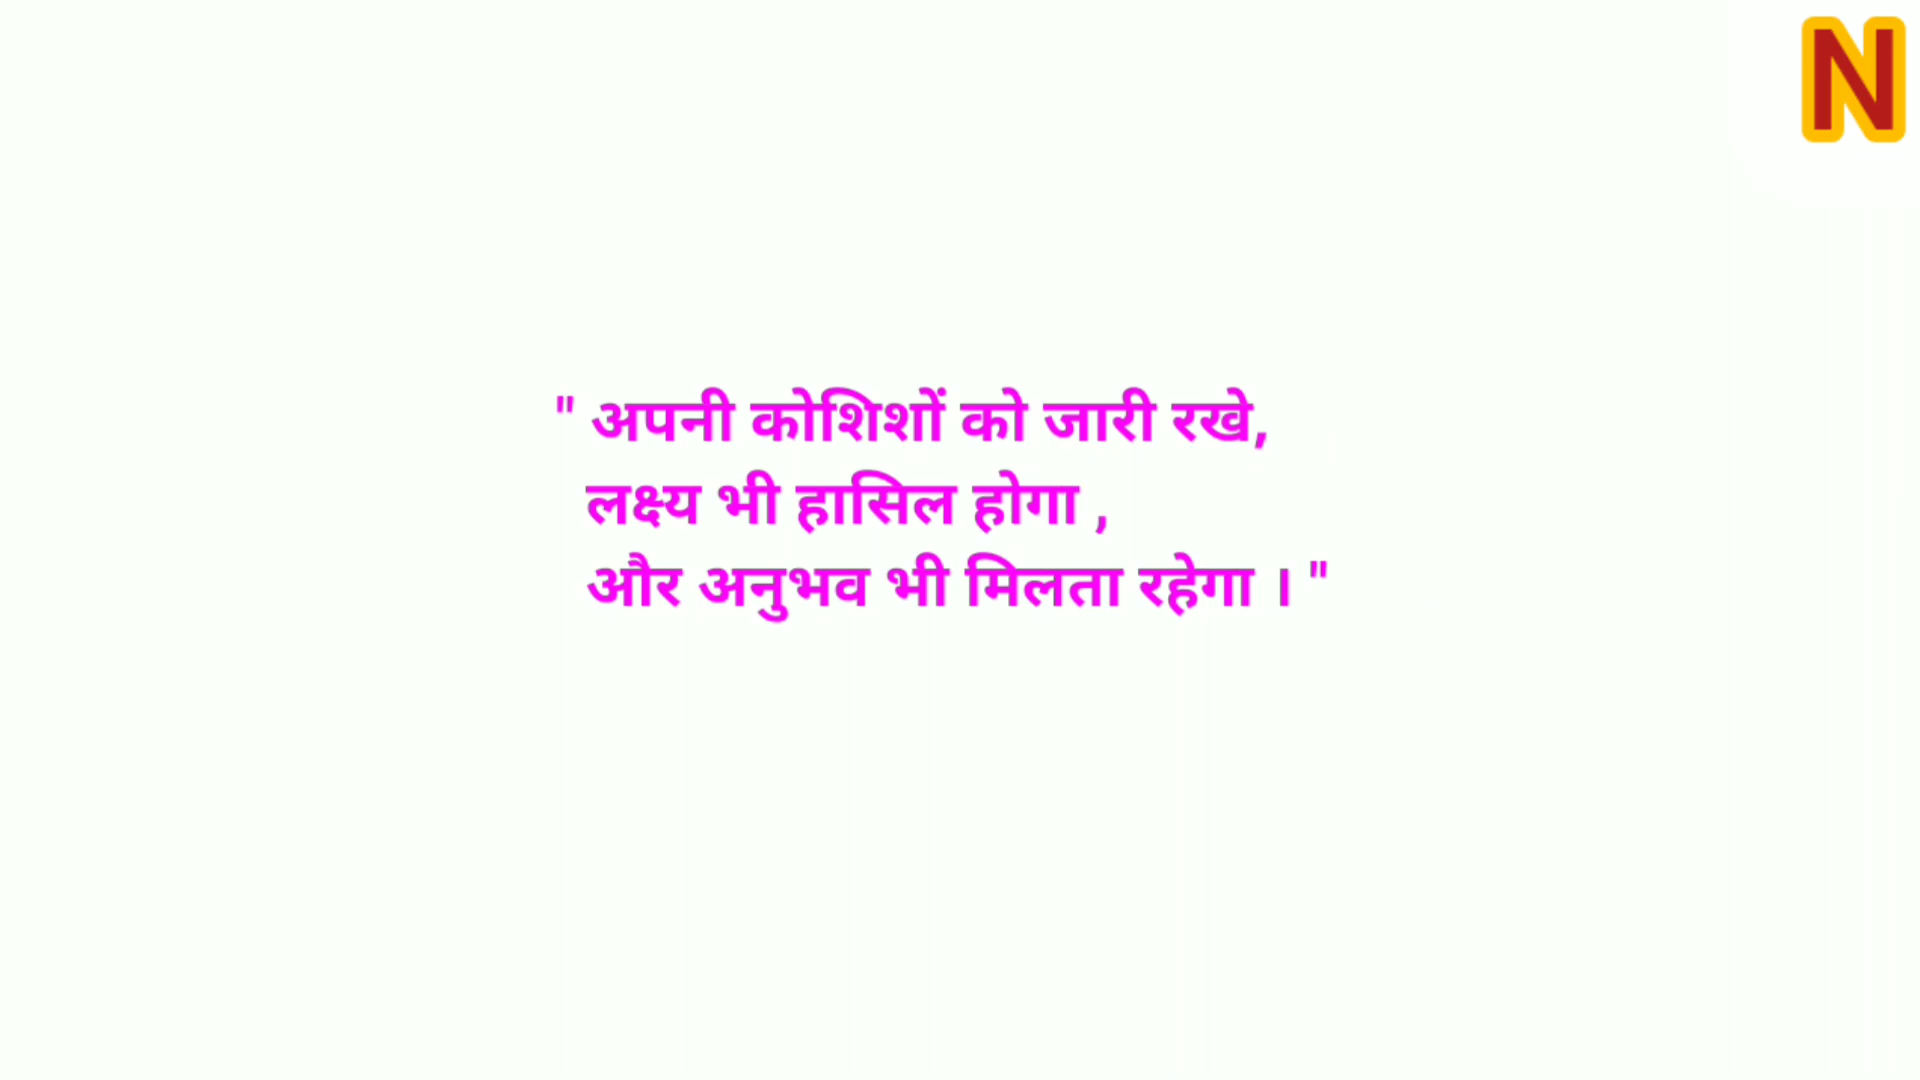 N
" अपनी कोशिशों को जारी रखे,
लक्ष्य भी हासिल होगा ,
और अनुभव भी मिलता रहेगा । "